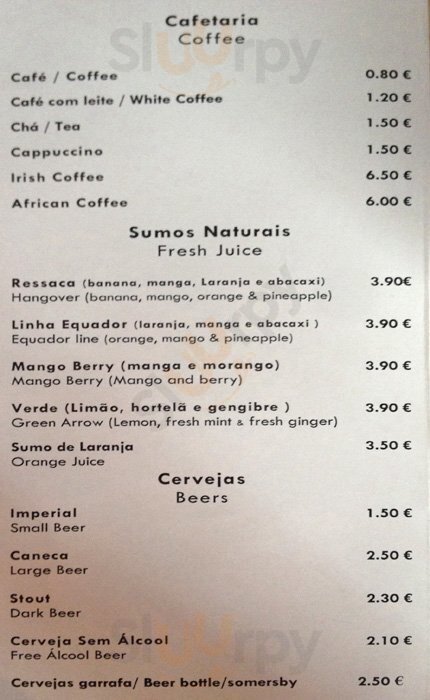 Cafetaria
Coffee
Café / Coffee 0.80 €
Café com leite / White Coffee 1.20 €
Chá / Tea 1.50 €
Cappuccino 1.50 €
Irish Coffee 6.50 €
African Coffee 6.00 €
Sumos Naturais
Fresh Juice
Ressaca (banana, manga, Laranja e abacaxi) 3.90€
Hangover (banana, mango, orange & pineapple)
Linha Equador (laranja, manga e abacaxi ) 3.90 €
Equador line (orange, mango & pineapple)
Mango Berry (manga e morango) 3.90 €
Mango Berry (Mango and berry)
Verde (Limão, hortelã e gengibre ) 3.90 €
Green Arrow (Lemon, fresh mint & fresh ginger)
Sumo de Laranja 3.50 €
Orange Juice
Cervejas
Beers
Imperial 1.50 €
Small Beer
Caneca 2.50 €
Large Beer
Stout 2.30 €
Dark Beer
Cerveja Sem Álcool 2.10 €
Free Álcool Beer
Cervejas garrafa/ Beer bottle/somersby 2.50 €
Sluurpy
Sluurpy
Sluurpy